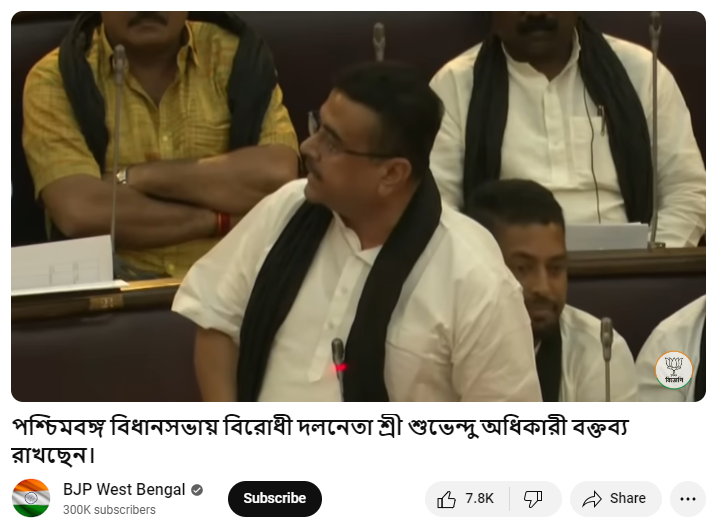 বিজেপি
পশ্চিমবঙ্গ বিধানসভায় বিরোধী দলনেতা শ্রী শুভেন্দু অধিকারী বক্তব্য
রাখছেন।
BJP West Bengal
300K subscribers
Subscribe
7.8K
Share